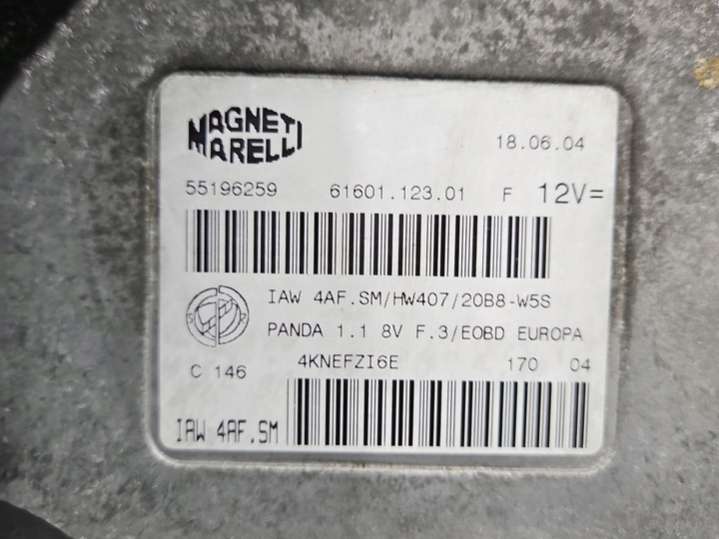 MAGNETI
MARELLI
18.06.04
55196259 61601.123.01 F 12V=
IAW 4AF.SM/HW407/20B8-W5S
PANDA 1.1 8V F.3/EOBD EUROPA
C 146 4KNEFZI6E 170 04
IAW 4AF.SM